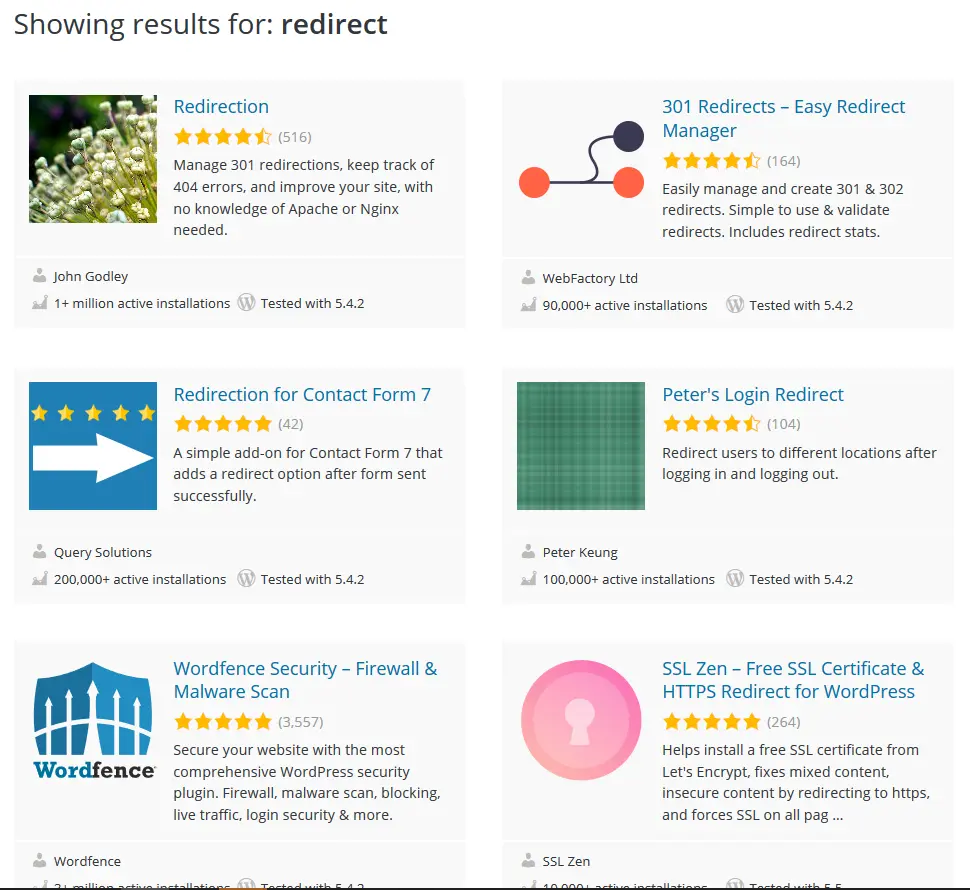 Showing results for: redirect
Redirection
(516)
Manage 301 redirections, keep track of
404 errors, and improve your site, with
no knowledge of Apache or Nginx
needed.
John Godley
1+ million active installations Tested with 5.4.2
301 Redirects – Easy Redirect
Manager
(164)
Easily manage and create 301 & 302
redirects. Simple to use & validate
redirects. Includes redirect stats.
WebFactory Ltd
90,000+ active installations Tested with 5.4.2
Redirection for Contact Form 7
(42)
A simple add-on for Contact Form 7 that
adds a redirect option after form sent
successfully.
Query Solutions
200,000+ active installations Tested with 5.4.2
Peter's Login Redirect
(104)
Redirect users to different locations after
logging in and logging out.
Peter Keung
100,000+ active installations Tested with 5.4.2
Wordfence
Wordfence Security – Firewall &
Malware Scan
(3,557)
Secure your website with the most
comprehensive WordPress security
plugin. Firewall, malware scan, blocking,
live traffic, login security & more.
Wordfence
3+ million active installations Tested with 5.4.2
SSL Zen – Free SSL Certificate &
HTTPS Redirect for WordPress
(264)
Helps install a free SSL certificate from
Let's Encrypt, fixes mixed content,
insecure content by redirecting to https,
and forces SSL on all pag ...
SSL Zen
10,000+ active installations Tested with 5.5